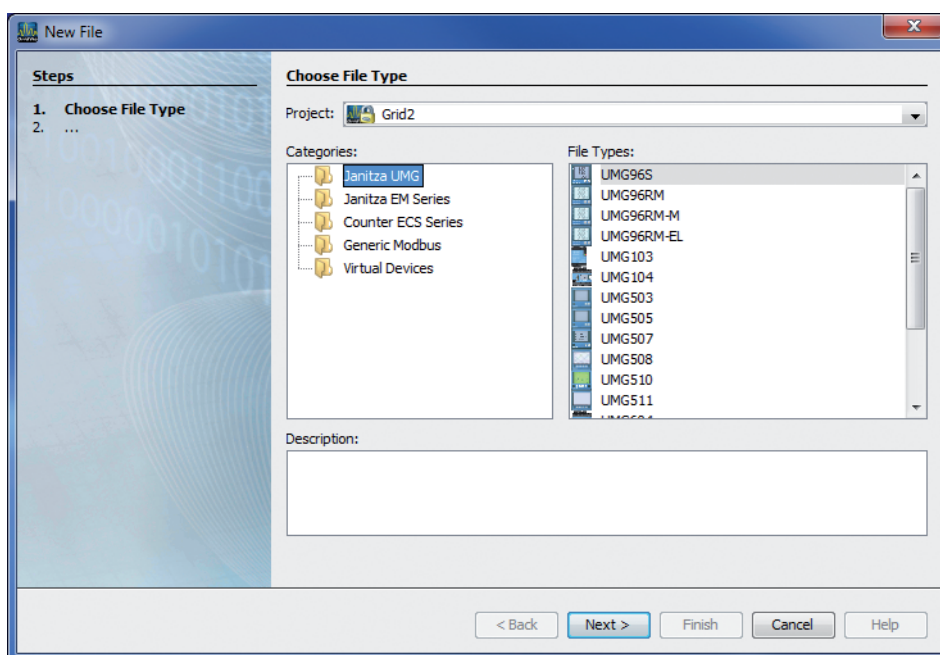 New File
Steps
1. Choose File Type
2. ...
Choose File Type
Project: Grid2
Categories:
Janitza UMG
Janitza EM Series
Counter ECS Series
Generic Modbus
Virtual Devices
File Types:
UMG96S
UMG96RM
UMG96RM-M
UMG96RM-EL
UMG103
UMG104
UMG503
UMG505
UMG507
UMG508
UMG510
UMG511
Description:
< Back
Next >
Finish
Cancel
Help